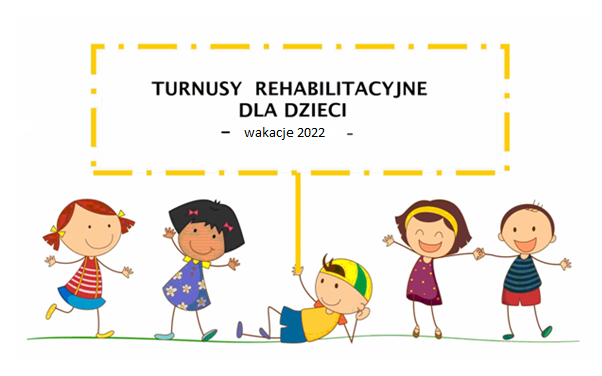 TURNUSY REHABILITACYJNE
DLA DZIECI
- wakacje 2022 -